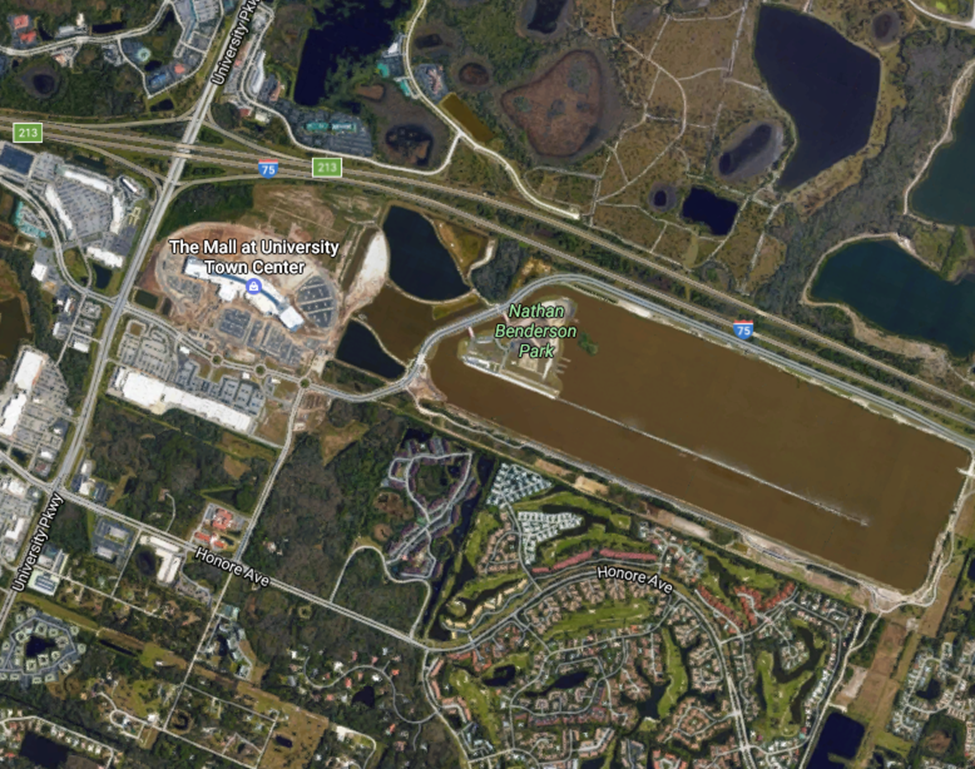 University Pkwy
213
75
213
The Mall at University
Town Center
Nathan
Benderson
Park
75
University Pkwy
Honore Ave
Honore Ave